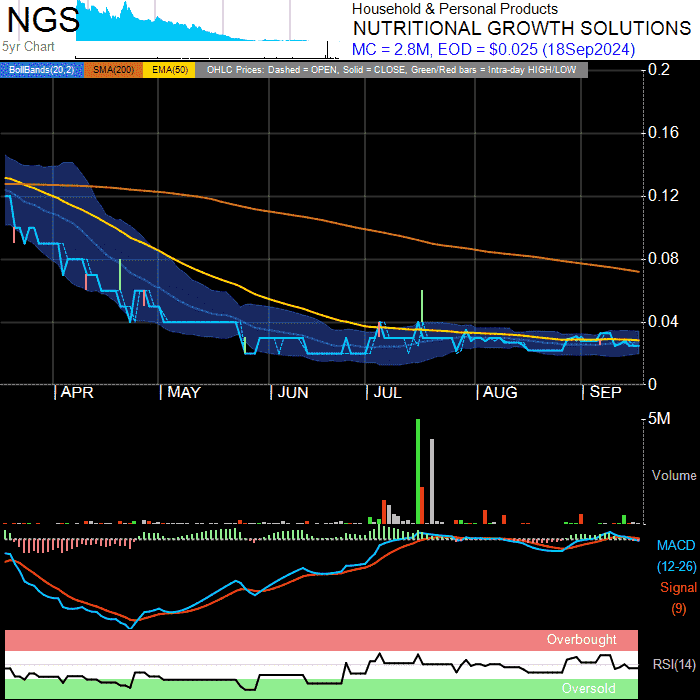 NGS
5yr Chart
Household & Personal Products
NUTRITIONAL GROWTH SOLUTIONS
MC = 2.8M, EOD = $0.025 (18Sep2024)
BollBands(20,2) SMA(200) EMA(50) OHLC Prices: Dashed = OPEN, Solid = CLOSE, Green/Red bars = Intra-day HIGH/LOW
0.2
0.16
0.12
0.08
0.04
0
APR MAY JUN JUL AUG SEP
5M
Volume
MACD
(12-26)
Signal
(9)
Overbought
RSI(14)
Oversold